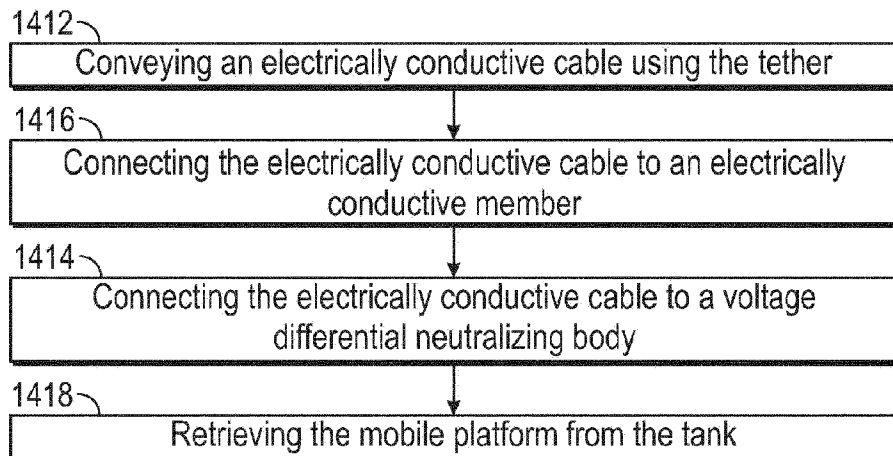 1412
Conveying an electrically conductive cable using the tether
1416
Connecting the electrically conductive cable to an electrically
conductive member
1414
Connecting the electrically conductive cable to a voltage
differential neutralizing body
1418
Retrieving the mobile platform from the tank